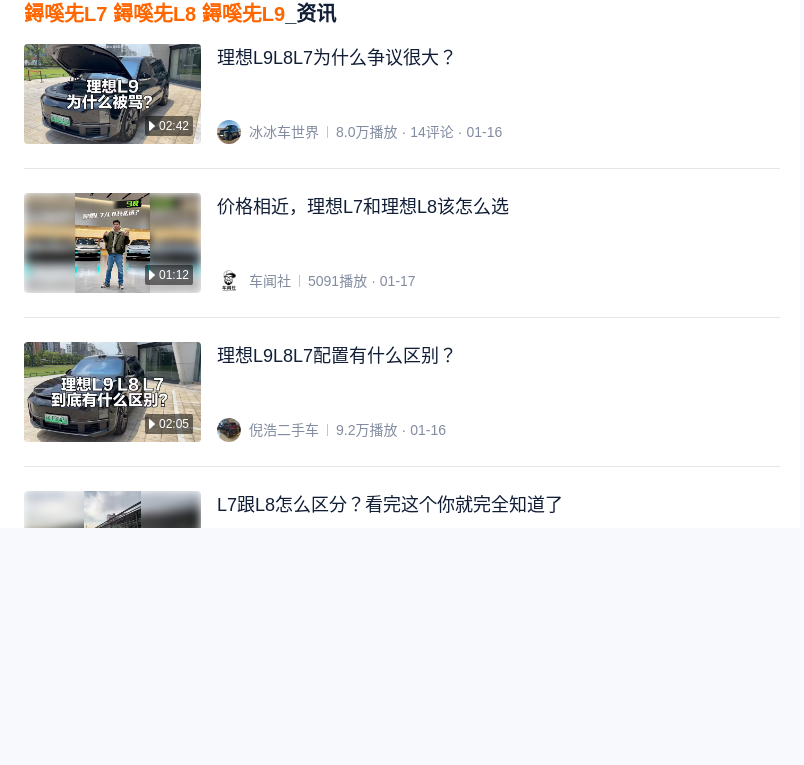 鐞嗘兂L7 鐞嗘兂L8 鐞嗘兂L9_资讯
理想L9
为什么被骂?
02:42
理想L9L8L7为什么争议很大？
冰冰车世界 8.0万播放 · 14评论 · 01-16
01:12
价格相近，理想L7和理想L8该怎么选
车闻社 5091播放 · 01-17
理想L9 L8 L7
到底有什么区别?
02:05
理想L9L8L7配置有什么区别？
倪浩二手车 9.2万播放 · 01-16
L7跟L8怎么区分？看完这个你就完全知道了